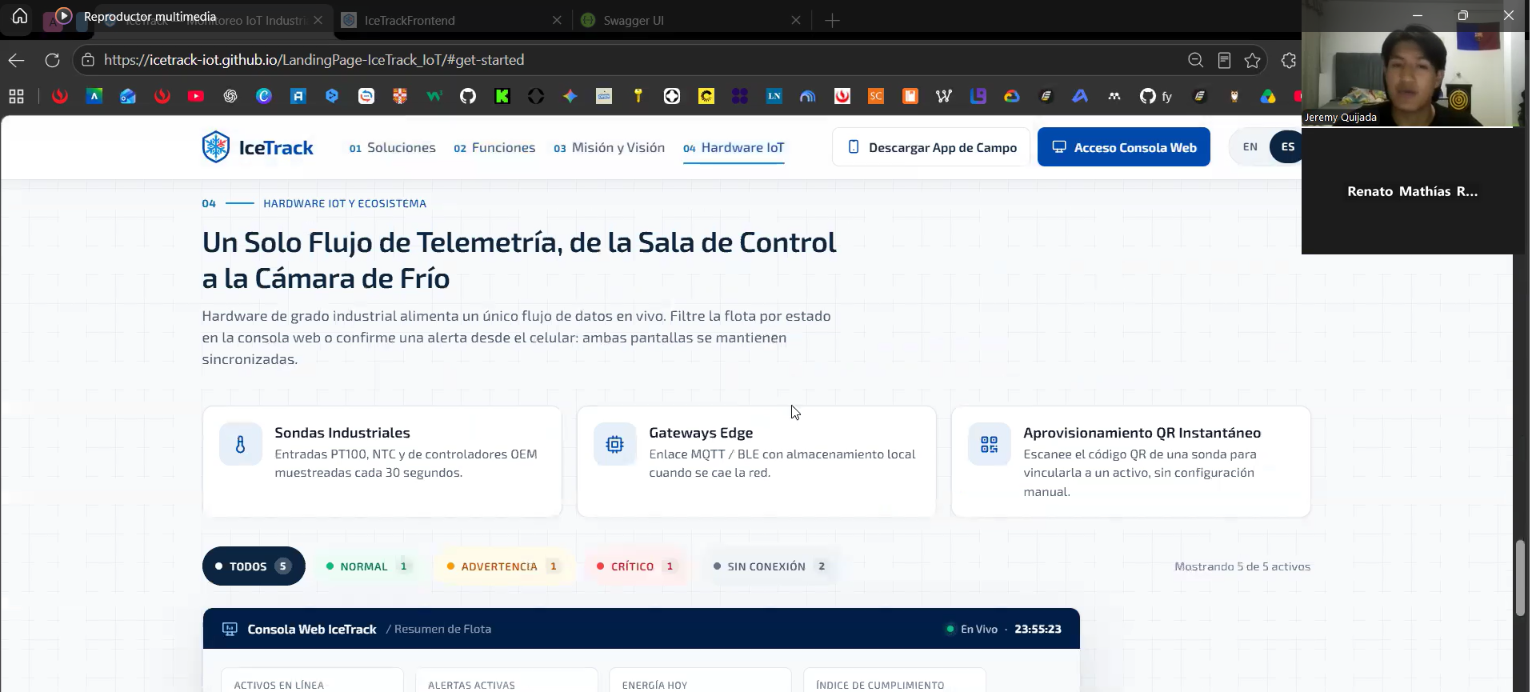 Reproductor multimedia
IceTrack
Monitoreo IoT Industri
IceTrackFrontend
Swagger UI
https://icetrack-iot.github.io/LandingPage-IceTrack_IoT/#get-started
fy
Jeremy Quijada
Renato Mathías R...
IceTrack
01 Soluciones
02 Funciones
03 Misión y Visión
04 Hardware IoT
Descargar App de Campo
Acceso Consola Web
EN
ES
04
HARDWARE IOT Y ECOSISTEMA
Un Solo Flujo de Telemetría, de la Sala de Control
a la Cámara de Frío
Hardware de grado industrial alimenta un único flujo de datos en vivo. Filtre la flota por estado
en la consola web o confirme una alerta desde el celular: ambas pantallas se mantienen
sincronizadas.
Sondas Industriales
Entradas PT100, NTC y de controladores OEM
muestreadas cada 30 segundos.
Gateways Edge
Enlace MQTT / BLE con almacenamiento local
cuando se cae la red.
Aprovisionamiento QR Instantáneo
Escanee el código QR de una sonda para
vincularla a un activo, sin configuración
manual.
TODOS 5
NORMAL 1
ADVERTENCIA 1
CRÍTICO 1
SIN CONEXIÓN 2
Mostrando 5 de 5 activos
Consola Web IceTrack / Resumen de Flota
En Vivo · 23:55:23
ACTIVOS EN LÍNEA
ALERTAS ACTIVAS
ENERGÍA HOY
ÍNDICE DE CUMPLIMIENTO